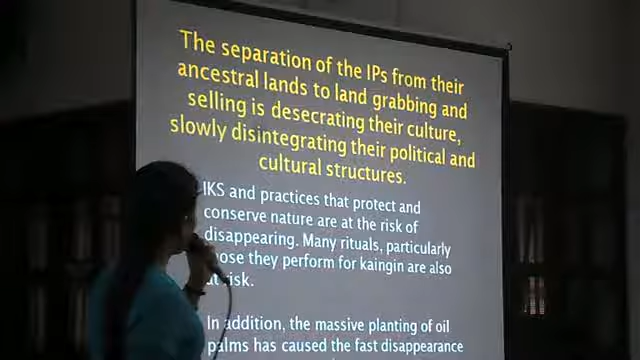 The separation of the IPs from their
ancestral lands to land grabbing and
selling is desecrating their culture,
slowly disintegrating their political and
cultural structures.
IKS and practices that protect and
conserve nature are at the risk of
disappearing. Many rituals, particularly
those they perform for kaingin are also
at risk.
In addition, the massive planting of oil
palms has caused the fast disappearance